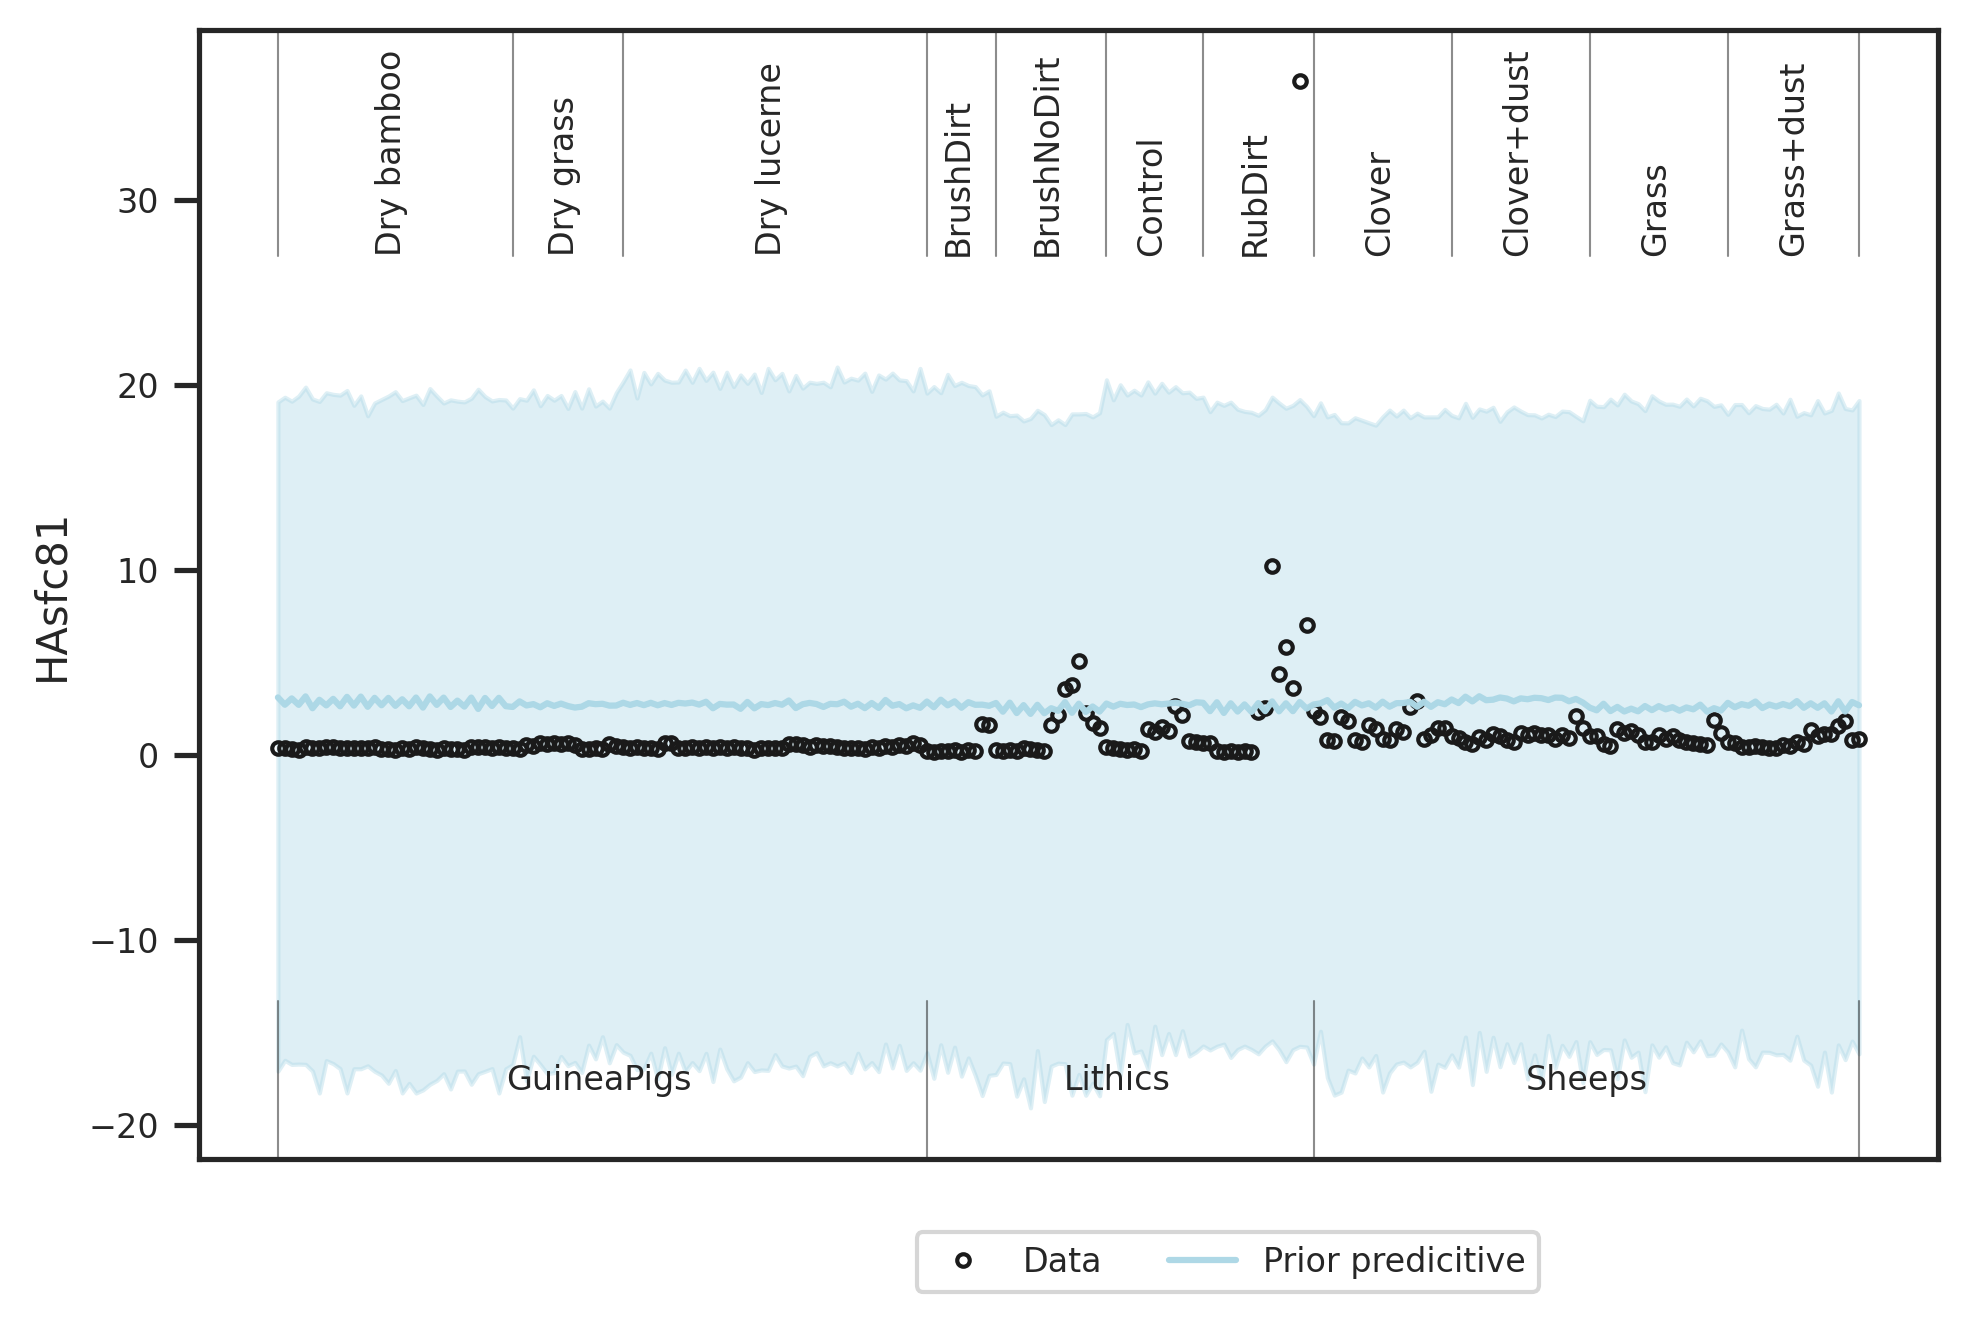 Dry bamboo
Dry grass
Dry lucerne
BrushDirt
BrushNoDirt
Control
RubDirt
Clover
Clover+dust
Grass
Grass+dust
HAsfc81
30
20
10
0
−10
−20
GuineaPigs
Lithics
Sheeps
Data
Prior predicitive